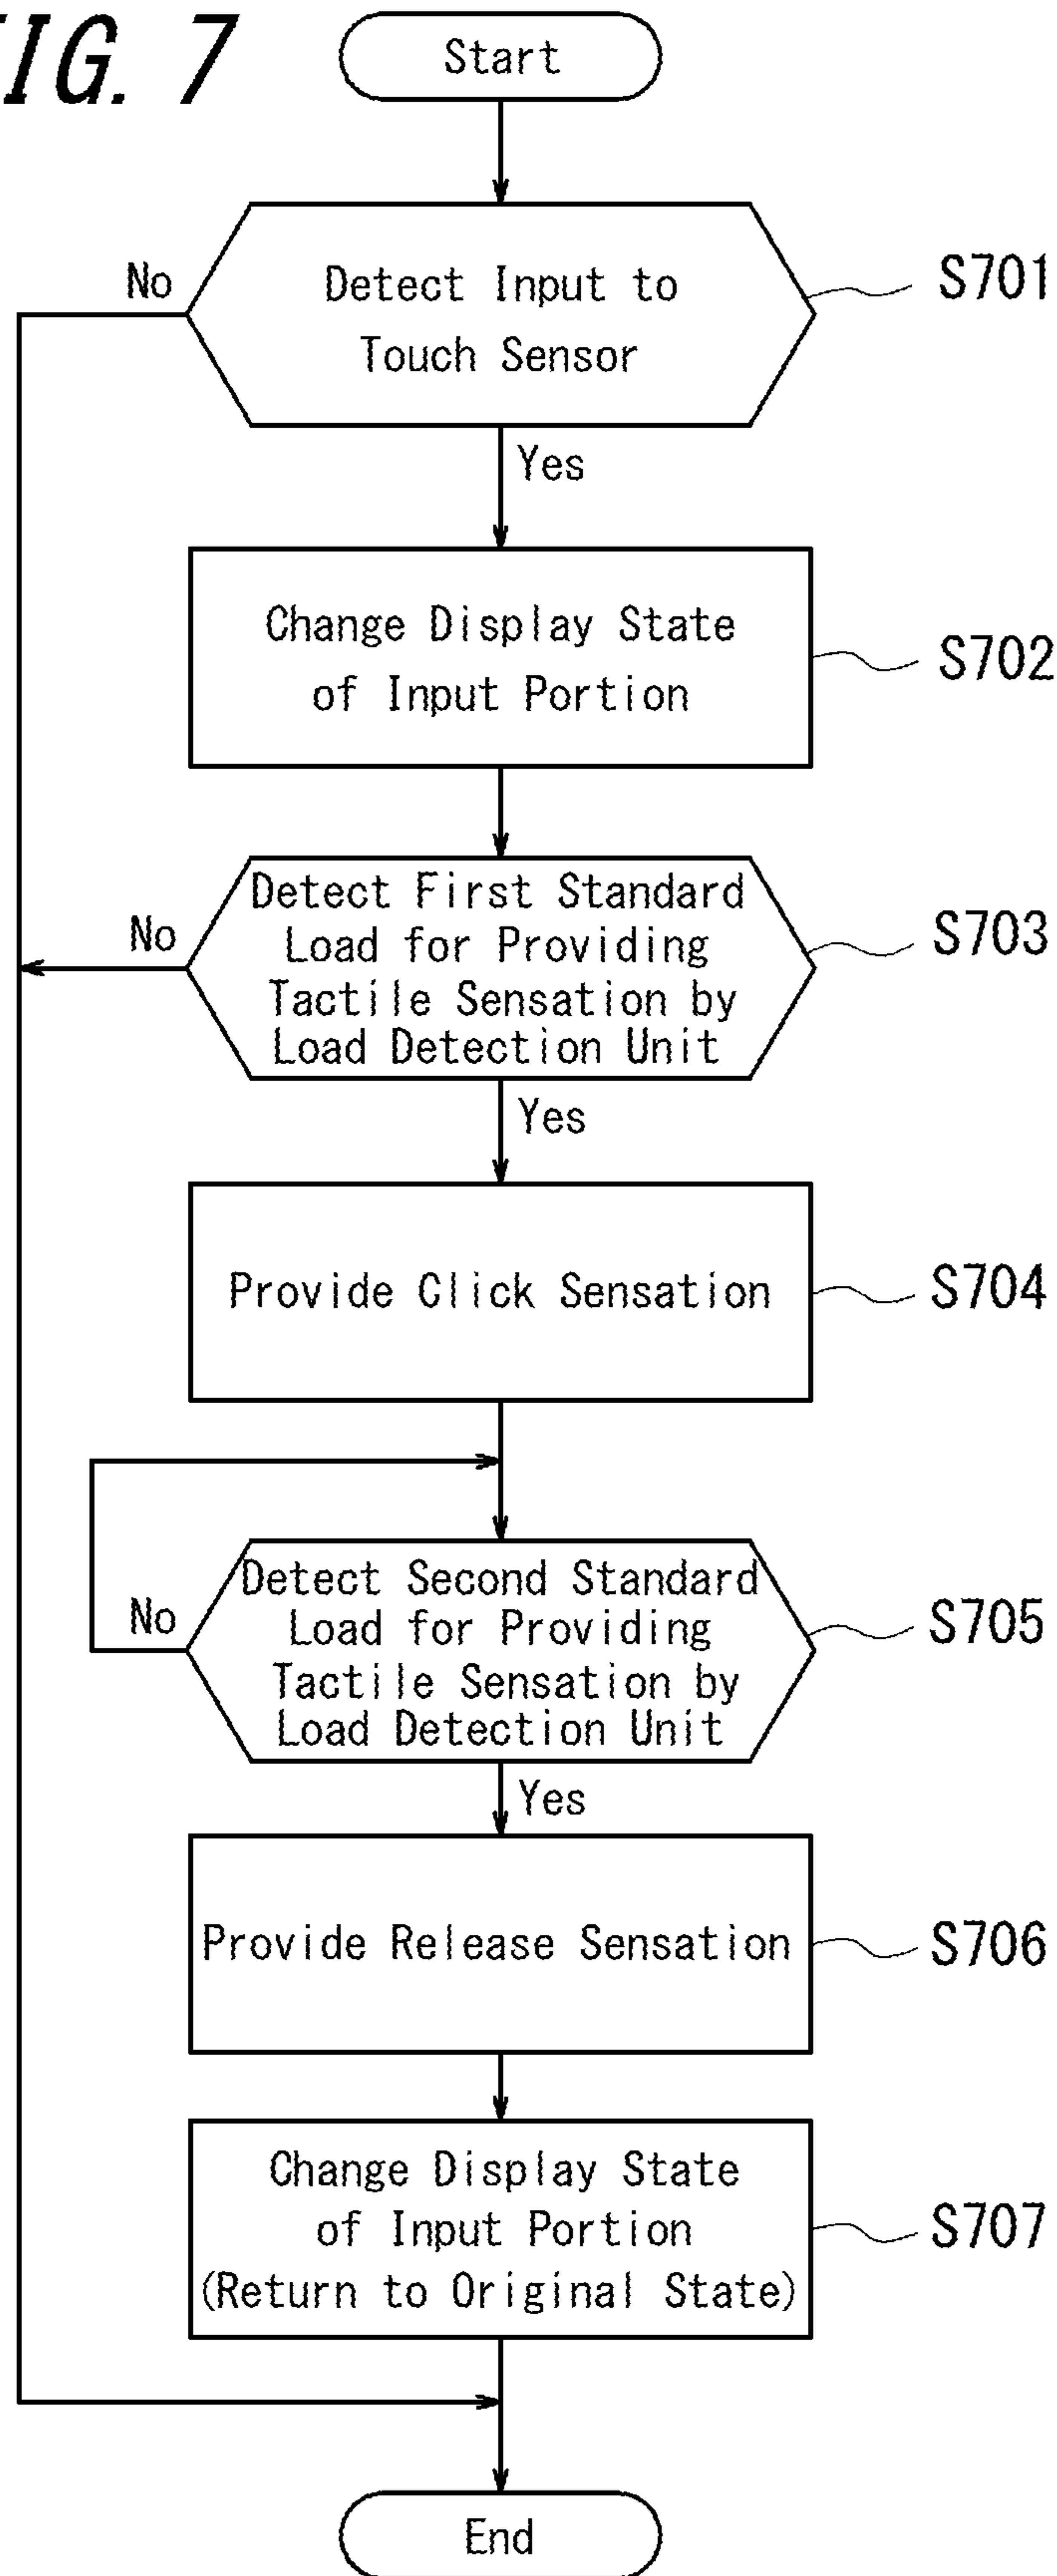 FIG. 7
Start
Detect Input to
Touch Sensor
No
S701
Yes
Change Display State
of Input Portion
S702
Detect First Standard
Load for Providing
Tactile Sensation by
Load Detection Unit
No
S703
Yes
Provide Click Sensation
S704
Detect Second Standard
Load for Providing
Tactile Sensation by
Load Detection Unit
No
S705
Yes
Provide Release Sensation
S706
Change Display State
of Input Portion
(Return to Original State)
S707
End